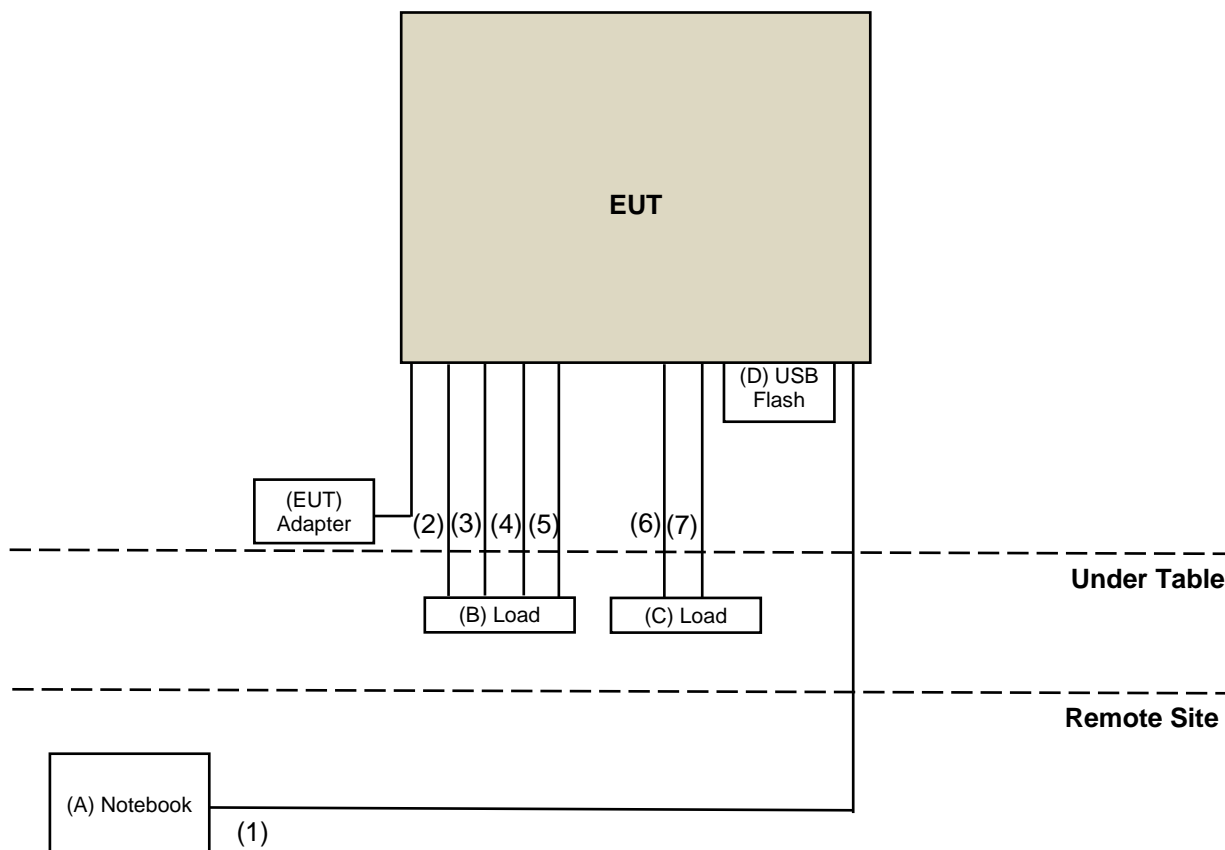 EUT
(D) USB
Flash
(EUT)
Adapter
(2)
(3)
(4)
(5)
(6)
(7)
Under Table
(B) Load
(C) Load
Remote Site
(A) Notebook
(1)